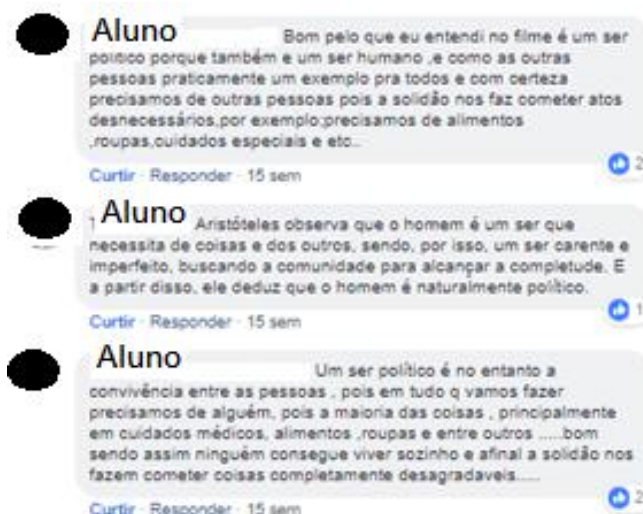 Aluno Bom pelo que eu entendi no filme é um ser
político porque também e um ser humano ,e como as outras
pessoas praticamente um exemplo pra todos e com certeza
precisamos de outras pessoas pois a solidão nos faz cometer atos
desnecessários,por exemplo;precisamos de alimentos
,roupas,cuidados especiais e etc..
2
Curtir · Responder · 15 sem
Aluno Aristóteles observa que o homem é um ser que
necessita de coisas e dos outros, sendo, por isso, um ser carente e
imperfeito, buscando a comunidade para alcançar a completude. E
a partir disso, ele deduz que o homem é naturalmente político.
1
Curtir · Responder · 15 sem
Aluno Um ser político é no entanto a
convivência entre as pessoas , pois em tudo q vamos fazer
precisamos de alguém, pois a maioria das coisas , principalmente
em cuidados médicos, alimentos ,roupas e entre outros .....bom
sendo assim ninguém consegue viver sozinho e afinal a solidão nos
fazem cometer coisas completamente desagradaveis.....
2
Curtir · Responder · 15 sem